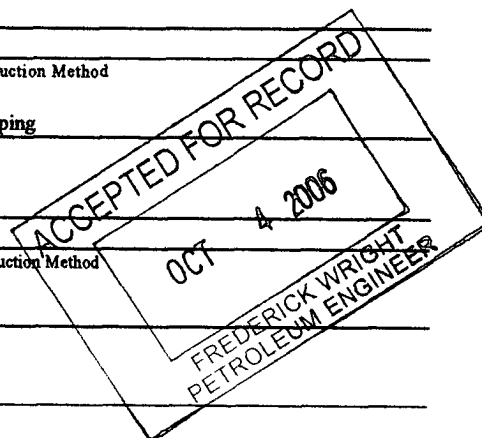 uction Method
ping
ACCEPTED FOR RECORD
OCT 4 2006
uction Method
FREDERICK WRIGHT
PETROLEUM ENGINEER